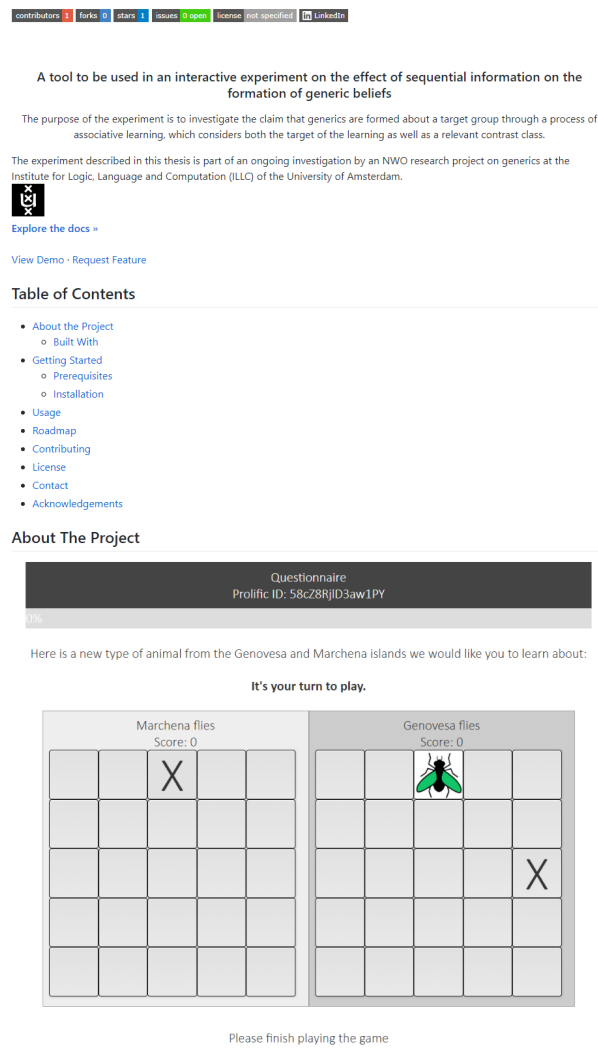 contributors 1 forks 0 stars 1 issues 0 open license not specified in LinkedIn
A tool to be used in an interactive experiment on the effect of sequential information on the
formation of generic beliefs
The purpose of the experiment is to investigate the claim that generics are formed about a target group through a process of
associative learning, which considers both the target of the learning as well as a relevant contrast class.
The experiment described in this thesis is part of an ongoing investigation by an NWO research project on generics at the
Institute for Logic, Language and Computation (ILLC) of the University of Amsterdam.
Explore the docs »
View Demo · Request Feature
Table of Contents
About the Project
Built With
Getting Started
Prerequisites
Installation
Usage
Roadmap
Contributing
License
Contact
Acknowledgements
About The Project
Questionnaire
Prolific ID: 58cZ8RjlD3aw1PY
0%
Here is a new type of animal from the Genovesa and Marchena islands we would like you to learn about:
It's your turn to play.
Marchena flies Genovesa flies
Score: 0 Score: 0
X
X
Please finish playing the game